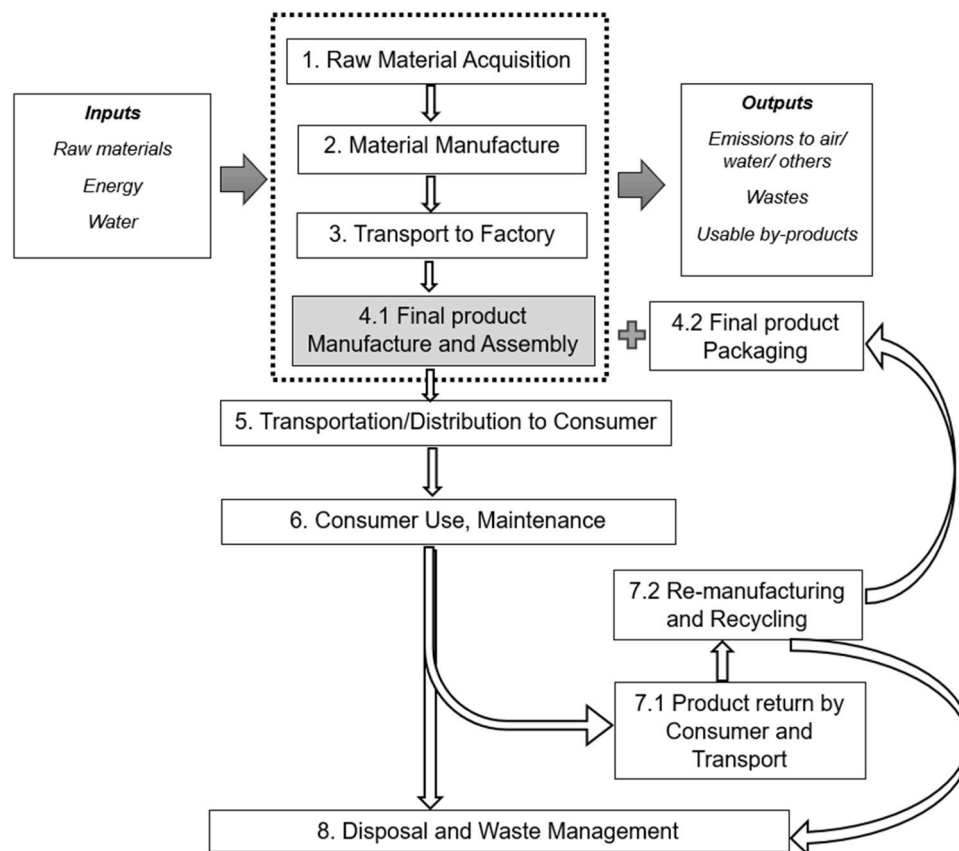 1. Raw Material Acquisition
Inputs
Raw materials
Energy
Water
2. Material Manufacture
Outputs
Emissions to air/
water/ others
Wastes
Usable by-products
3. Transport to Factory
4.1 Final product
Manufacture and Assembly
4.2 Final product
Packaging
5. Transportation/Distribution to Consumer
6. Consumer Use, Maintenance
7.2 Re-manufacturing
and Recycling
7.1 Product return by
Consumer and
Transport
8. Disposal and Waste Management